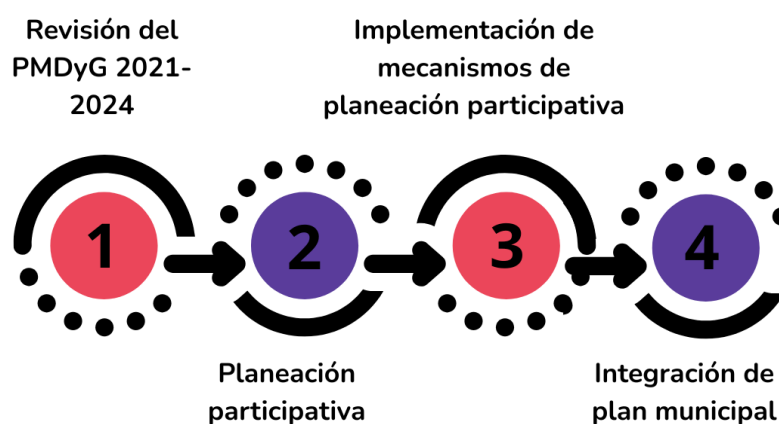 Revisión del
PMDyG 2021-
2024
Implementación de
mecanismos de
planeación participativa
1
2
3
4
Planeación
participativa
Integración de
plan municipal